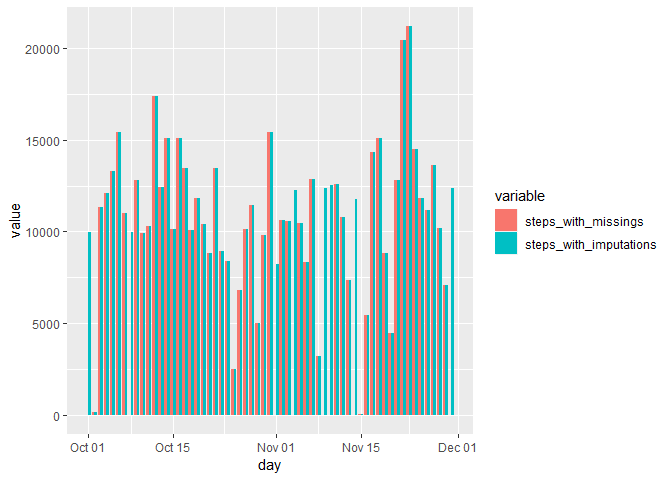 20000
15000
10000
5000
0
value
Oct 01 Oct 15 Nov 01 Nov 15 Dec 01
day
variable
steps_with_missings
steps_with_imputations